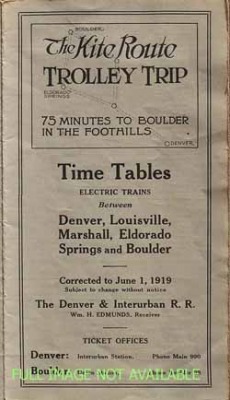 BOULDER
The Kite Route
TROLLEY TRIP
ELDORADO
SPRINGS
75 MINUTES TO BOULDER
IN THE FOOTHILLS
DENVER
Time Tables
ELECTRIC TRAINS
Between
Denver, Louisville,
Marshall, Eldorado
Springs and Boulder
Corrected to June 1, 1919
Subject to change without notice
The Denver & Interurban R. R.
Wm. H. EDMUNDS, Receiver
TICKET OFFICES
Denver: Interurban Station, Phone Main 900
Boulder:
FULL IMAGE NOT AVAILABLE